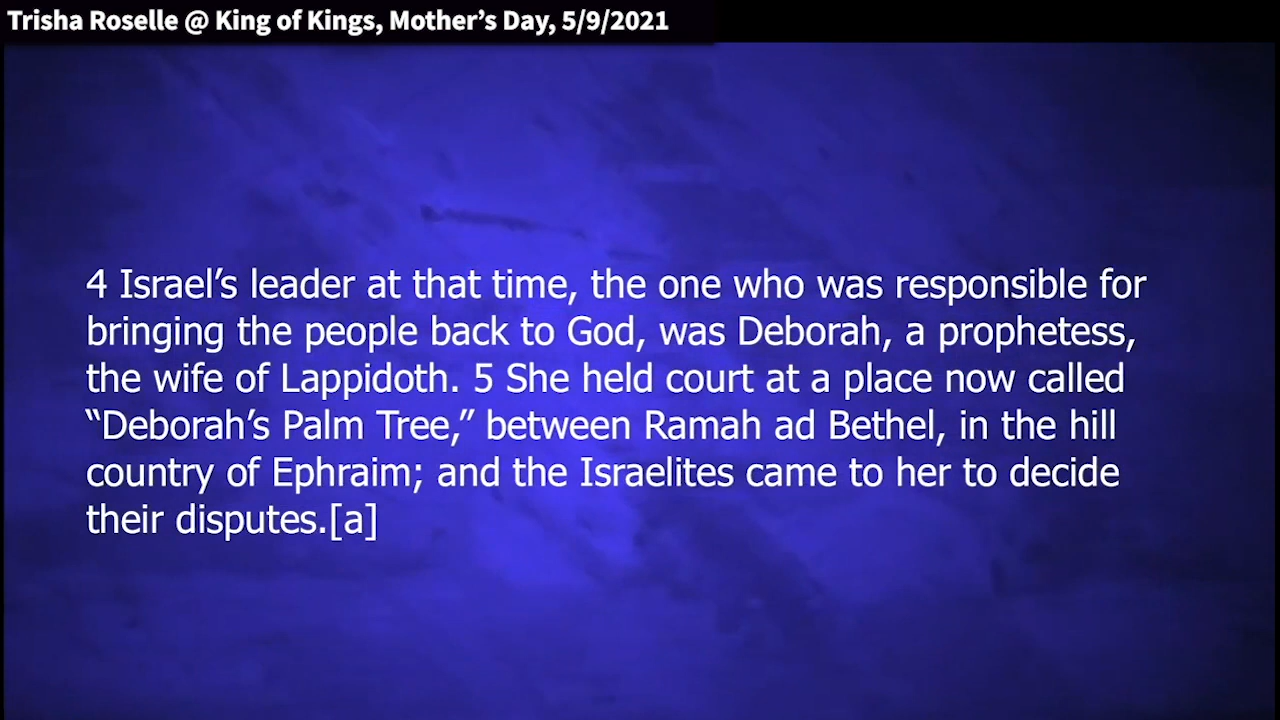 Trisha Roselle @ King of Kings, Mother’s Day, 5/9/2021
4 Israel’s leader at that time, the one who was responsible for
bringing the people back to God, was Deborah, a prophetess,
the wife of Lappidoth. 5 She held court at a place now called
“Deborah’s Palm Tree,” between Ramah ad Bethel, in the hill
country of Ephraim; and the Israelites came to her to decide
their disputes.[a]